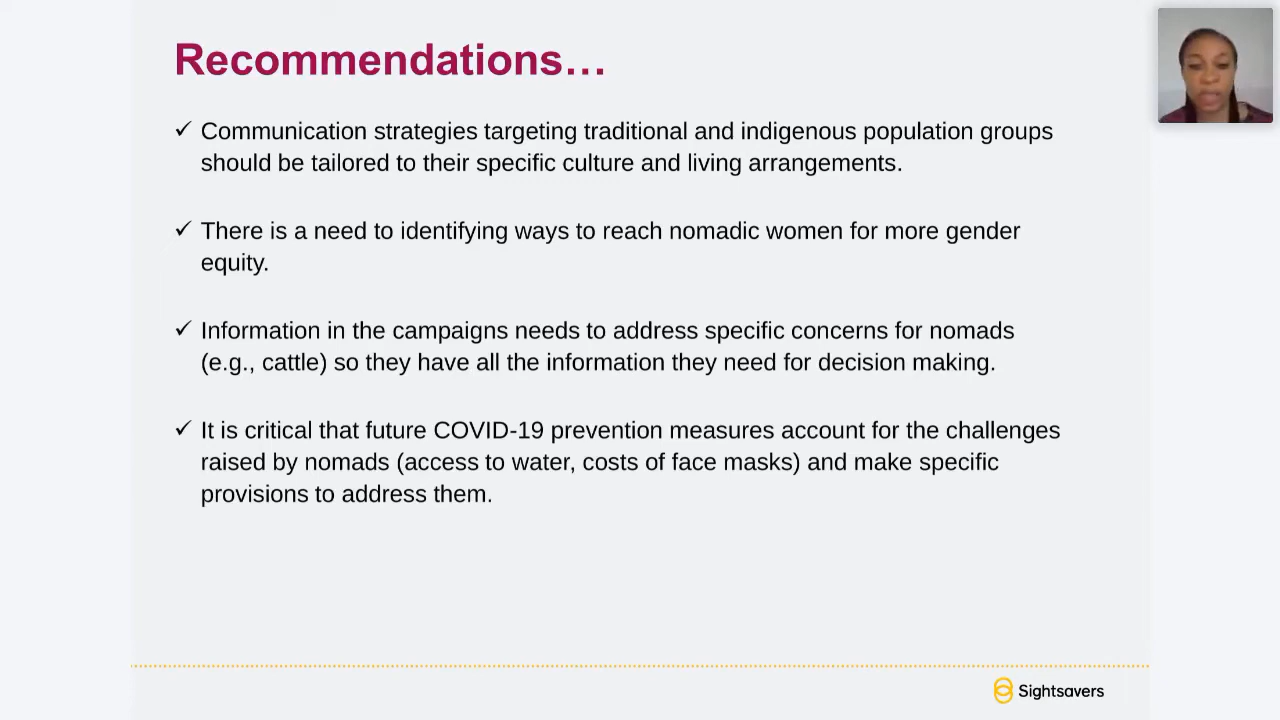 Recommendations…
✓ Communication strategies targeting traditional and indigenous population groups
should be tailored to their specific culture and living arrangements.
✓ There is a need to identifying ways to reach nomadic women for more gender
equity.
✓ Information in the campaigns needs to address specific concerns for nomads
(e.g., cattle) so they have all the information they need for decision making.
✓ It is critical that future COVID-19 prevention measures account for the challenges
raised by nomads (access to water, costs of face masks) and make specific
provisions to address them.
Sightsavers